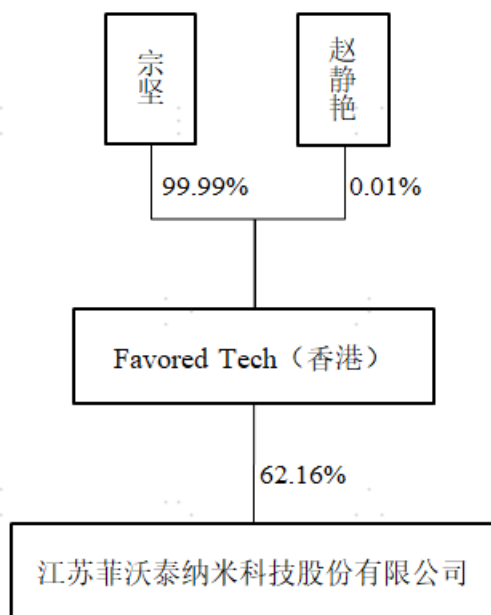 宗坚
赵静艳
99.99%
0.01%
Favored Tech（香港）
62.16%
江苏菲沃泰纳米科技股份有限公司